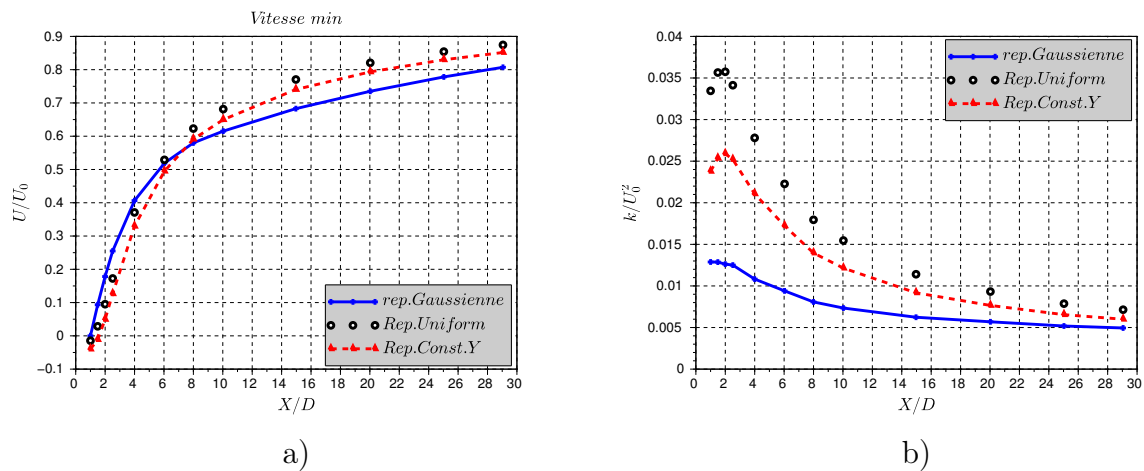 Vitesse min
0.9
0.8
0.7
0.6
0.5
0.4
0.3
0.2
0.1
0
−0.1
U/U₀
rep.Gaussienne
Rep.Uniform
Rep.Const.Y
0 2 4 6 8 10 12 14 16 18 20 22 24 26 28 30
X/D
a)
0.04
0.035
0.03
0.025
0.02
0.015
0.01
0.005
0
k/U₀²
rep.Gaussienne
Rep.Uniform
Rep.Const.Y
0 2 4 6 8 10 12 14 16 18 20 22 24 26 28 30
X/D
b)